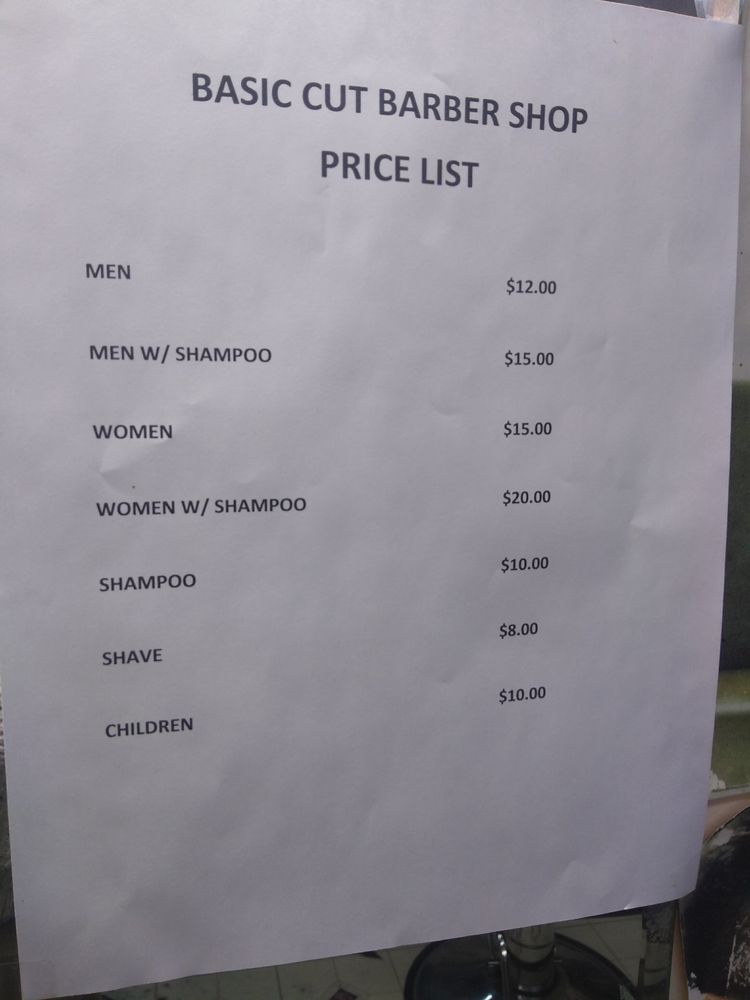 BASIC CUT BARBER SHOP
PRICE LIST
MEN $12.00
MEN W/ SHAMPOO $15.00
WOMEN $15.00
WOMEN W/ SHAMPOO $20.00
SHAMPOO $10.00
SHAVE $8.00
CHILDREN $10.00